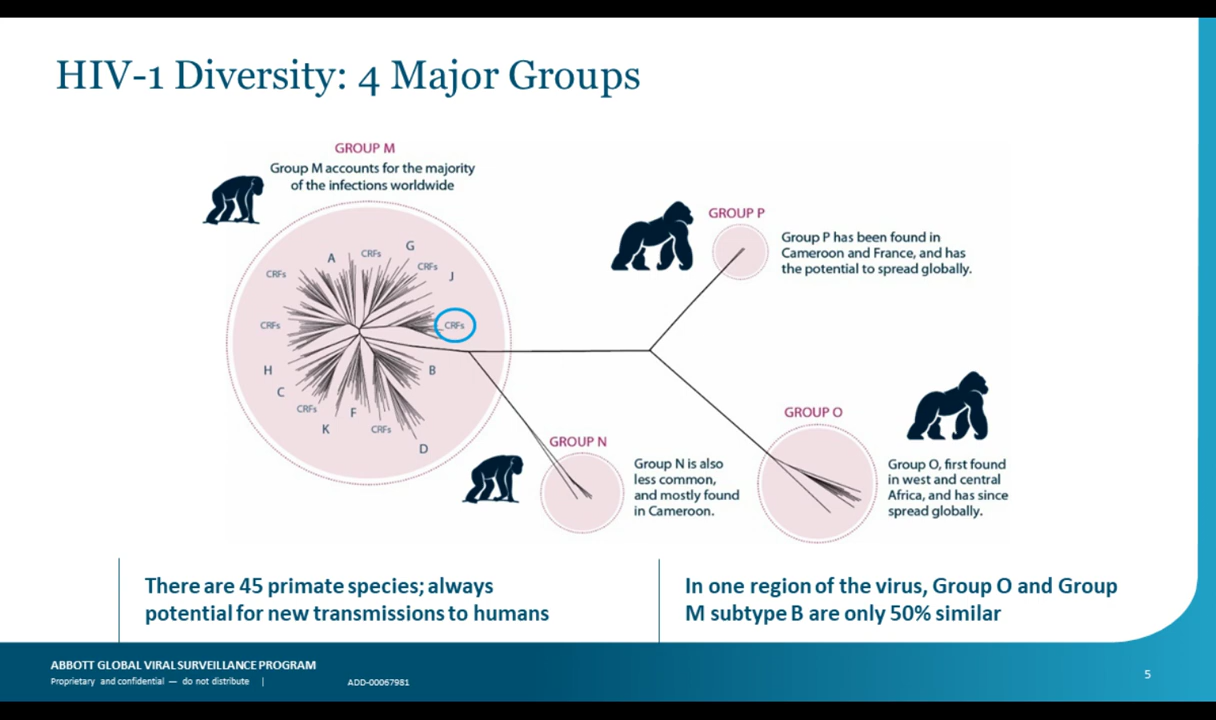 HIV-1 Diversity: 4 Major Groups
GROUP M
Group M accounts for the majority
of the infections worldwide
GROUP P
Group P has been found in
Cameroon and France, and has
the potential to spread globally.
A
CRFs
G
CRFs
J
CRFs
CRFs
CRFs
H
C
CRFs
K
F
CRFs
B
D
GROUP N
Group N is also
less common,
and mostly found
in Cameroon.
GROUP O
Group O, first found
in west and central
Africa, and has since
spread globally.
There are 45 primate species; always
potential for new transmissions to humans
In one region of the virus, Group O and Group
M subtype B are only 50% similar
ABBOTT GLOBAL VIRAL SURVEILLANCE PROGRAM
Proprietary and confidential — do not distribute | ADD-00067981
5